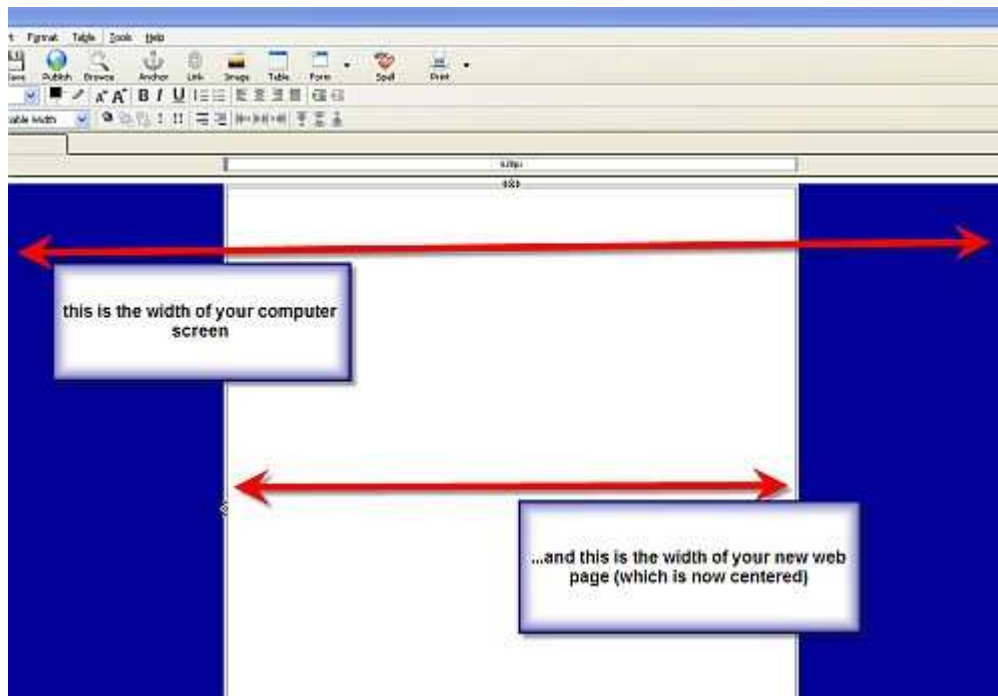 Format Table Tools Help
Save Publish Browse Anchor Link Image Table Form Spell Print
B I U
this is the width of your computer
screen
...and this is the width of your new web
page (which is now centered)